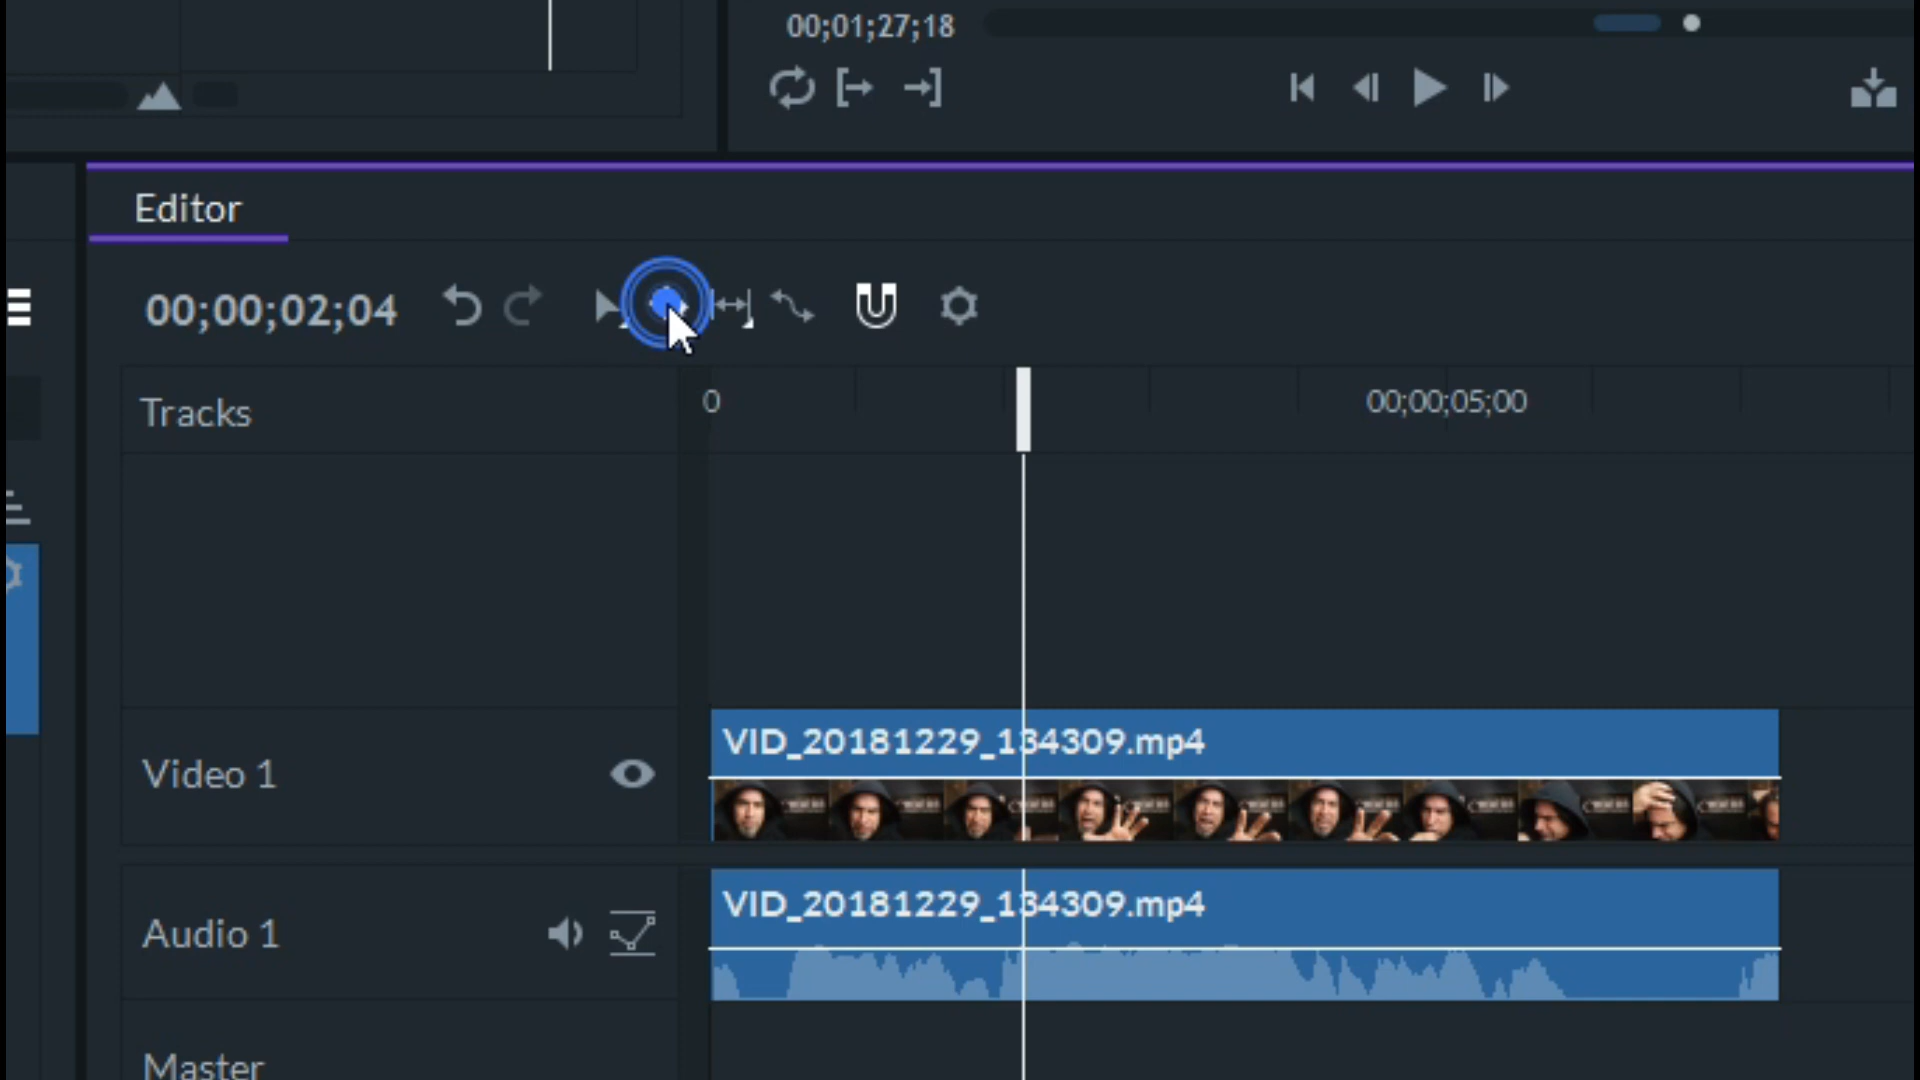 00;01;27;18
Editor
00;00;02;04
Tracks
0
00;00;05;00
VID_20181229_134309.mp4
Video 1
VID_20181229_134309.mp4
Audio 1
Master